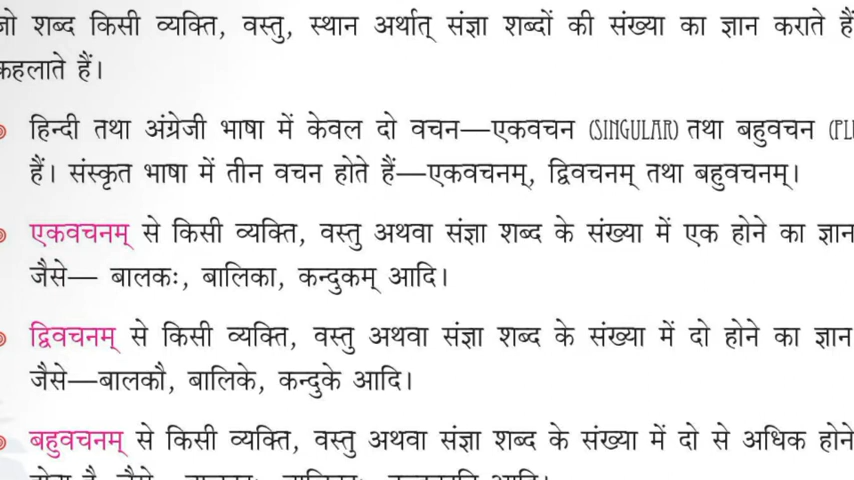 जो शब्द किसी व्यक्ति, वस्तु, स्थान अर्थात् संज्ञा शब्दों की संख्या का ज्ञान कराते हैं
कहलाते हैं।
हिन्दी तथा अंग्रेजी भाषा में केवल दो वचन—एकवचन (SINGULAR) तथा बहुवचन
हैं। संस्कृत भाषा में तीन वचन होते हैं—एकवचनम्, द्विवचनम् तथा बहुवचनम्।
एकवचनम् से किसी व्यक्ति, वस्तु अथवा संज्ञा शब्द के संख्या में एक होने का ज्ञान
जैसे— बालकः, बालिका, कन्दुकम् आदि।
द्विवचनम् से किसी व्यक्ति, वस्तु अथवा संज्ञा शब्द के संख्या में दो होने का ज्ञान
जैसे—बालकौ, बालिके, कन्दुके आदि।
बहुवचनम् से किसी व्यक्ति, वस्तु अथवा संज्ञा शब्द के संख्या में दो से अधिक होने